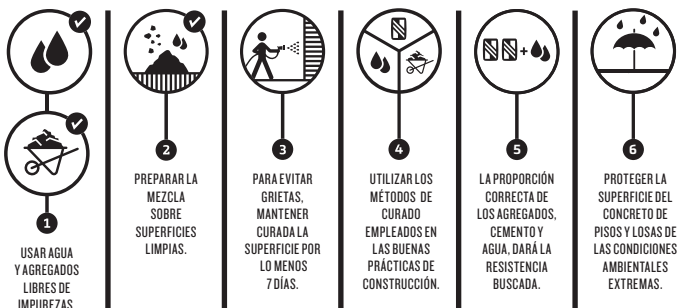 1
USAR AGUA
Y AGREGADOS
LIBRES DE
IMPUREZAS
2
PREPARAR LA
MEZCLA
SOBRE
SUPERFICIES
LIMPIAS.
3
PARA EVITAR
GRIETAS,
MANTENER
CURADA LA
SUPERFICIE POR
LO MENOS
7 DÍAS.
4
UTILIZAR LOS
MÉTODOS DE
CURADO
EMPLEADOS EN
LAS BUENAS
PRÁCTICAS DE
CONSTRUCCIÓN.
5
LA PROPORCIÓN
CORRECTA DE
LOS AGREGADOS,
CEMENTO Y
AGUA, DARÁ LA
RESISTENCIA
BUSCADA.
6
PROTEGER LA
SUPERFICIE DEL
CONCRETO DE
PISOS Y LOSAS DE
LAS CONDICIONES
AMBIENTALES
EXTREMAS.